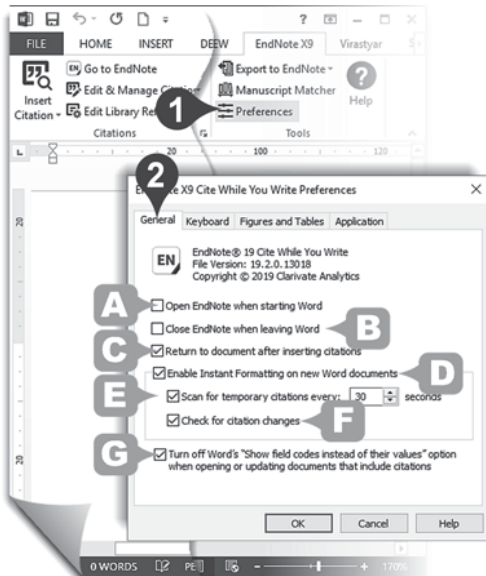 FILE HOME INSERT DEEW EndNote X9 Virastyar
Insert Citation
Go to EndNote
Edit & Manage
Edit Library
Citations
Export to EndNote
Manuscript Matcher
Preferences
Tools
Help
1
20 100 120
20
20
2
X9 Cite While You Write Preferences
General Keyboard Figures and Tables Application
EN
EndNote® 19 Cite While You Write
File Version: 19.2.0.13018
Copyright © 2019 Clarivate Analytics
A
Open EndNote when starting Word
Close EndNote when leaving Word
B
C
Return to document after inserting citations
Enable Instant Formatting on new Word documents
D
E
Scan for temporary citations every: 30 seconds
Check for citation changes
F
G
Turn off Word's "Show field codes instead of their values" option
when opening or updating documents that include citations
OK Cancel Help
0 WORDS 170%